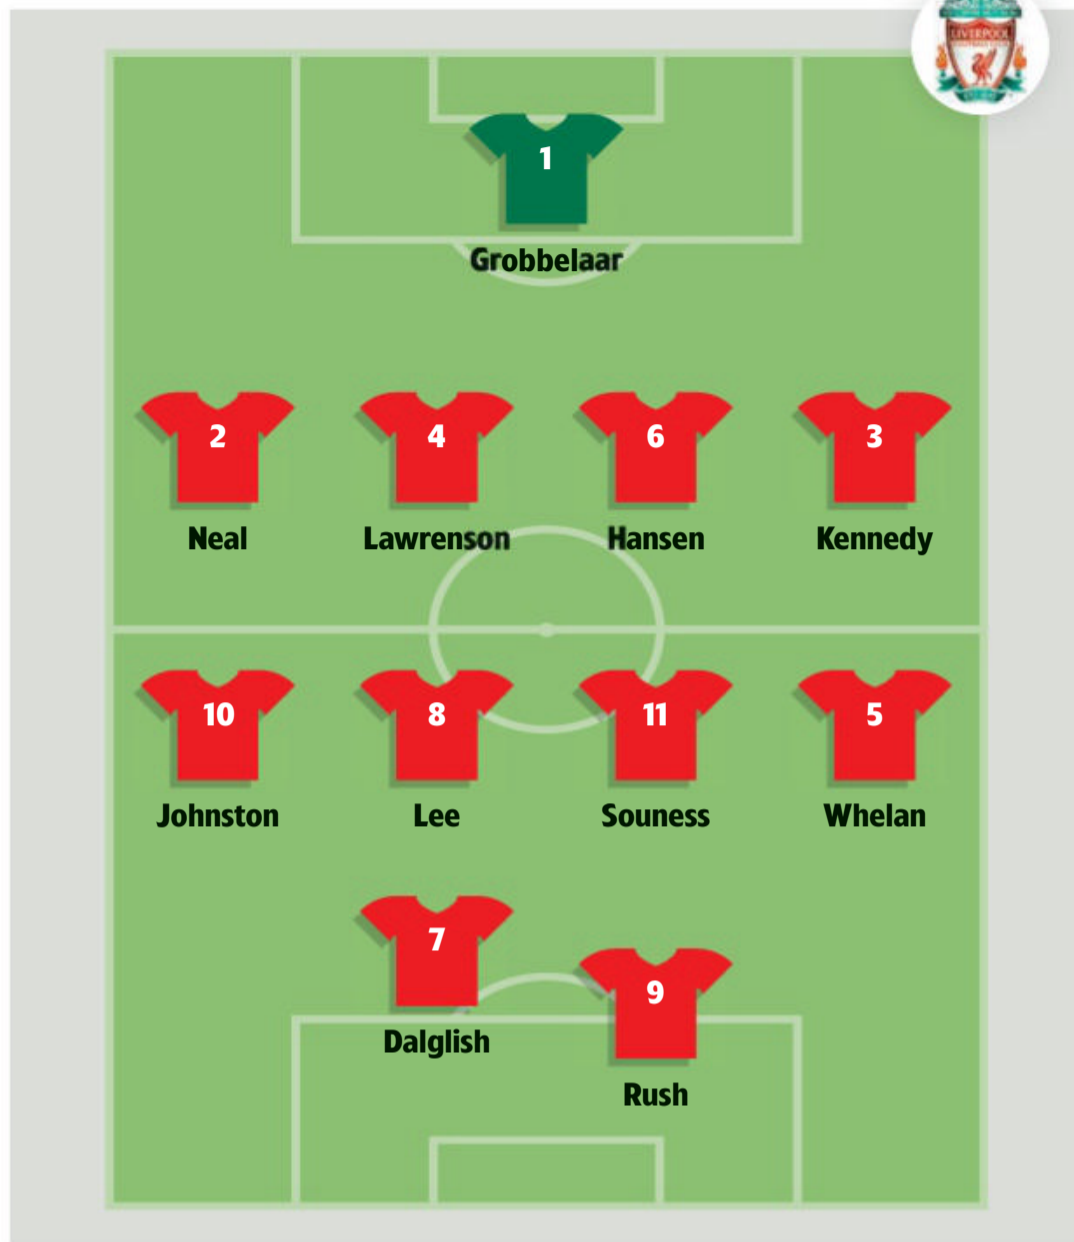 LIVERPOOL
1
Grobbelaar
2 4 6 3
Neal Lawrenson Hansen Kennedy
10 8 11 5
Johnston Lee Souness Whelan
7
Dalglish
9
Rush